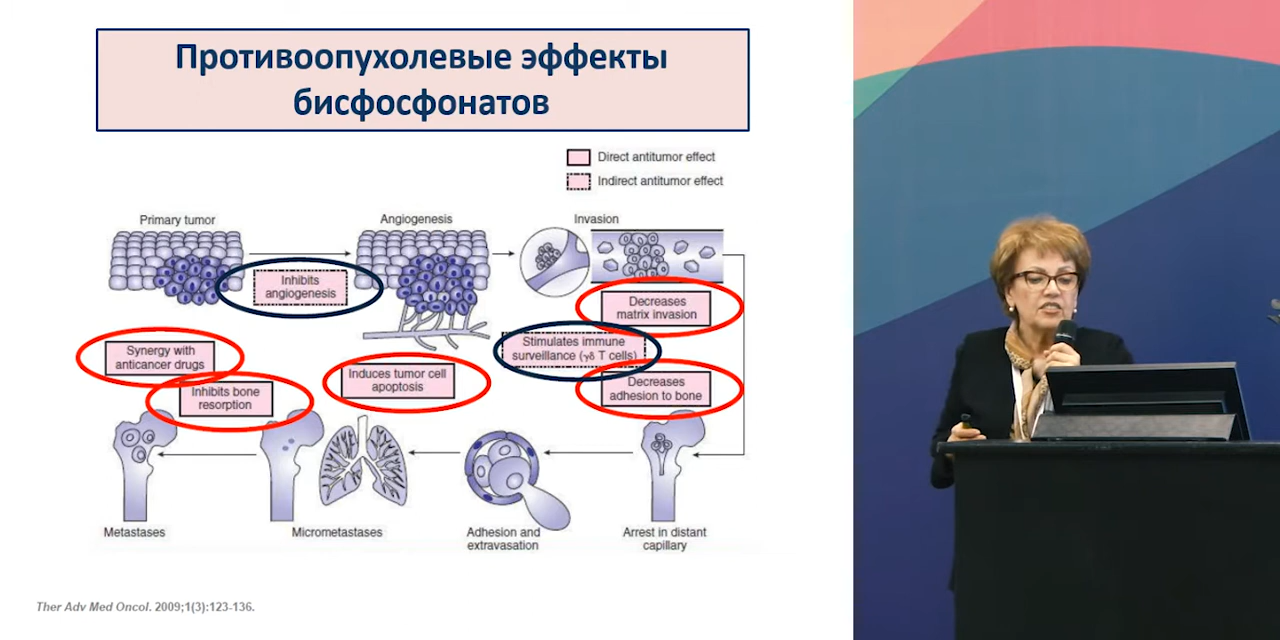 Противоопухолевые эффекты
бисфосфонатов
Direct antitumor effect
Indirect antitumor effect
Primary tumor
Angiogenesis
Invasion
Inhibits
angiogenesis
Decreases
matrix invasion
Stimulates immune
surveillance (γδ T cells)
Synergy with
anticancer drugs
Induces tumor cell
apoptosis
Decreases
adhesion to bone
Inhibits bone
resorption
Metastases
Micrometastases
Adhesion and
extravasation
Arrest in distant
capillary
Ther Adv Med Oncol. 2009;1(3):123-136.